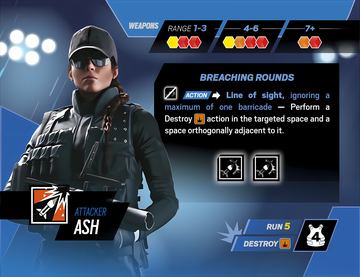 WEAPONS
RANGE 1-3
4-6
7+
BREACHING ROUNDS
ACTION Line of sight, ignoring a
maximum of one barricade — Perform a
Destroy action in the targeted space and a
space orthogonally adjacent to it.
ATTACKER
ASH
RUN 5
DESTROY